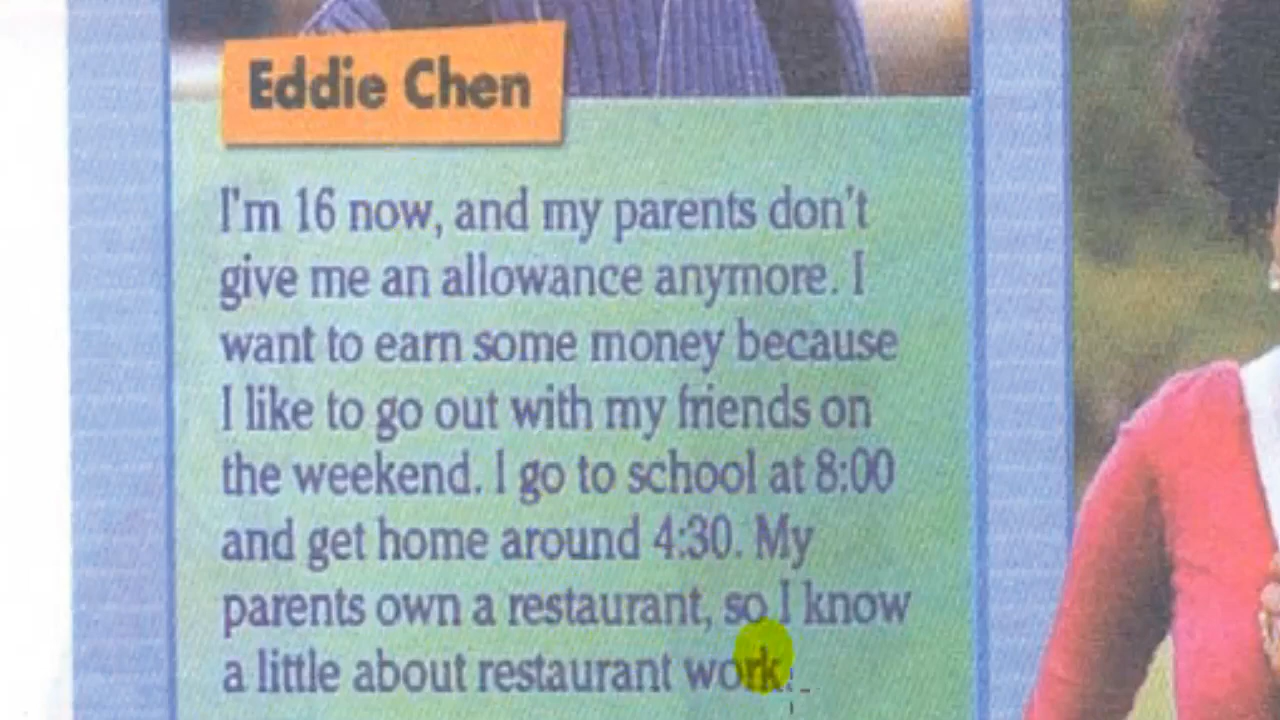 Eddie Chen
I'm 16 now, and my parents don't
give me an allowance anymore. I
want to earn some money because
I like to go out with my friends on
the weekend. I go to school at 8:00
and get home around 4:30. My
parents own a restaurant, so I know
a little about restaurant work.